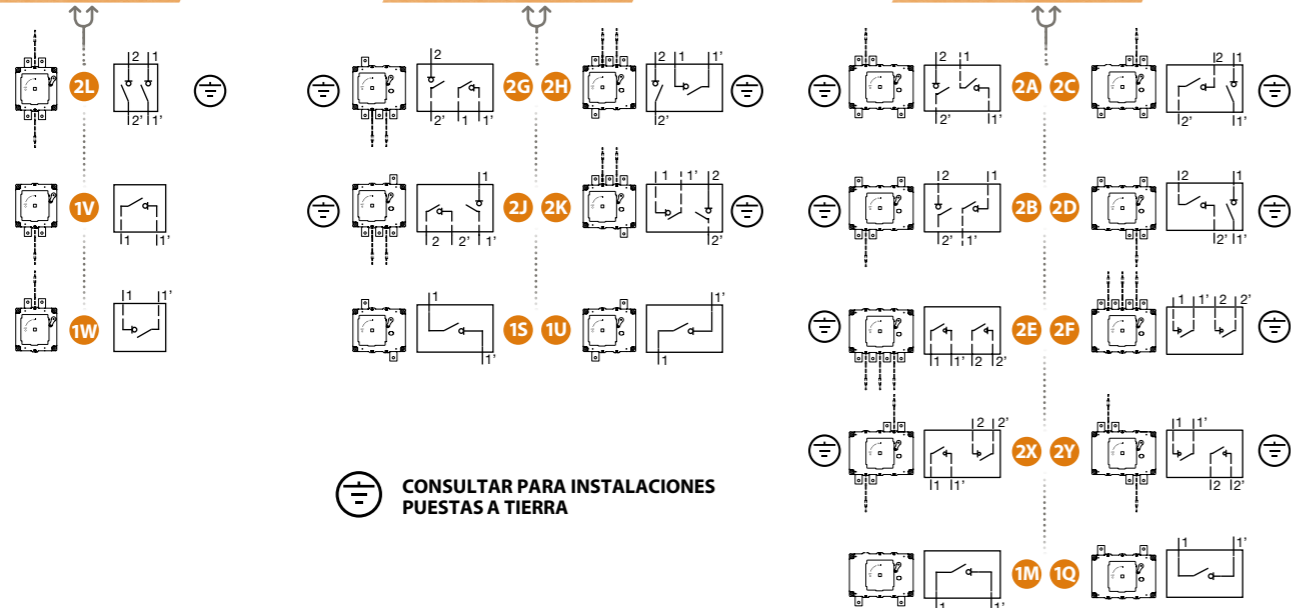 2 1
2L
2' 1'
1V
1 1'
1 1'
1W
2
2G 2H
2' 1 1'
2 1 1'
2'
1
2J 2K
2 2' 1'
1 1' 2
2'
1
1S 1U
1'
1'
1
CONSULTAR PARA INSTALACIONES
PUESTAS A TIERRA
2 1
2A 2C
2' 1'
2 1
2' 1'
2 1
2B 2D
2' 1'
2 1
2' 1'
2E 2F
1 1' 2 2'
1 1' 2 2'
2 2'
2X 2Y
1 1'
1 1'
2 2'
1M 1Q
1 1'
1 1'